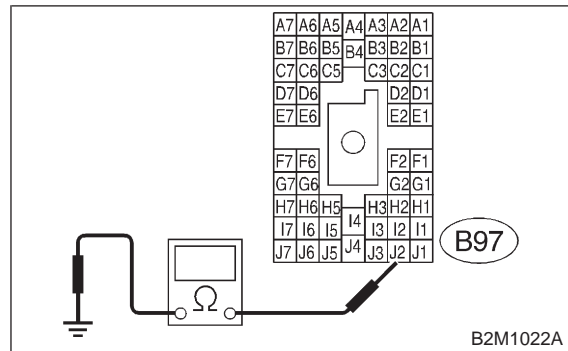 A7 A6 A5 A4 A3 A2 A1
B7 B6 B5 B4 B3 B2 B1
C7 C6 C5 C3 C2 C1
D7 D6 D2 D1
E7 E6 E2 E1
F7 F6 F2 F1
G7 G6 G2 G1
H7 H6 H5 H3 H2 H1
I7 I6 I5 I4 I3 I2 I1
J7 J6 J5 J4 J3 J2 J1
B97
Ω
B2M1022A